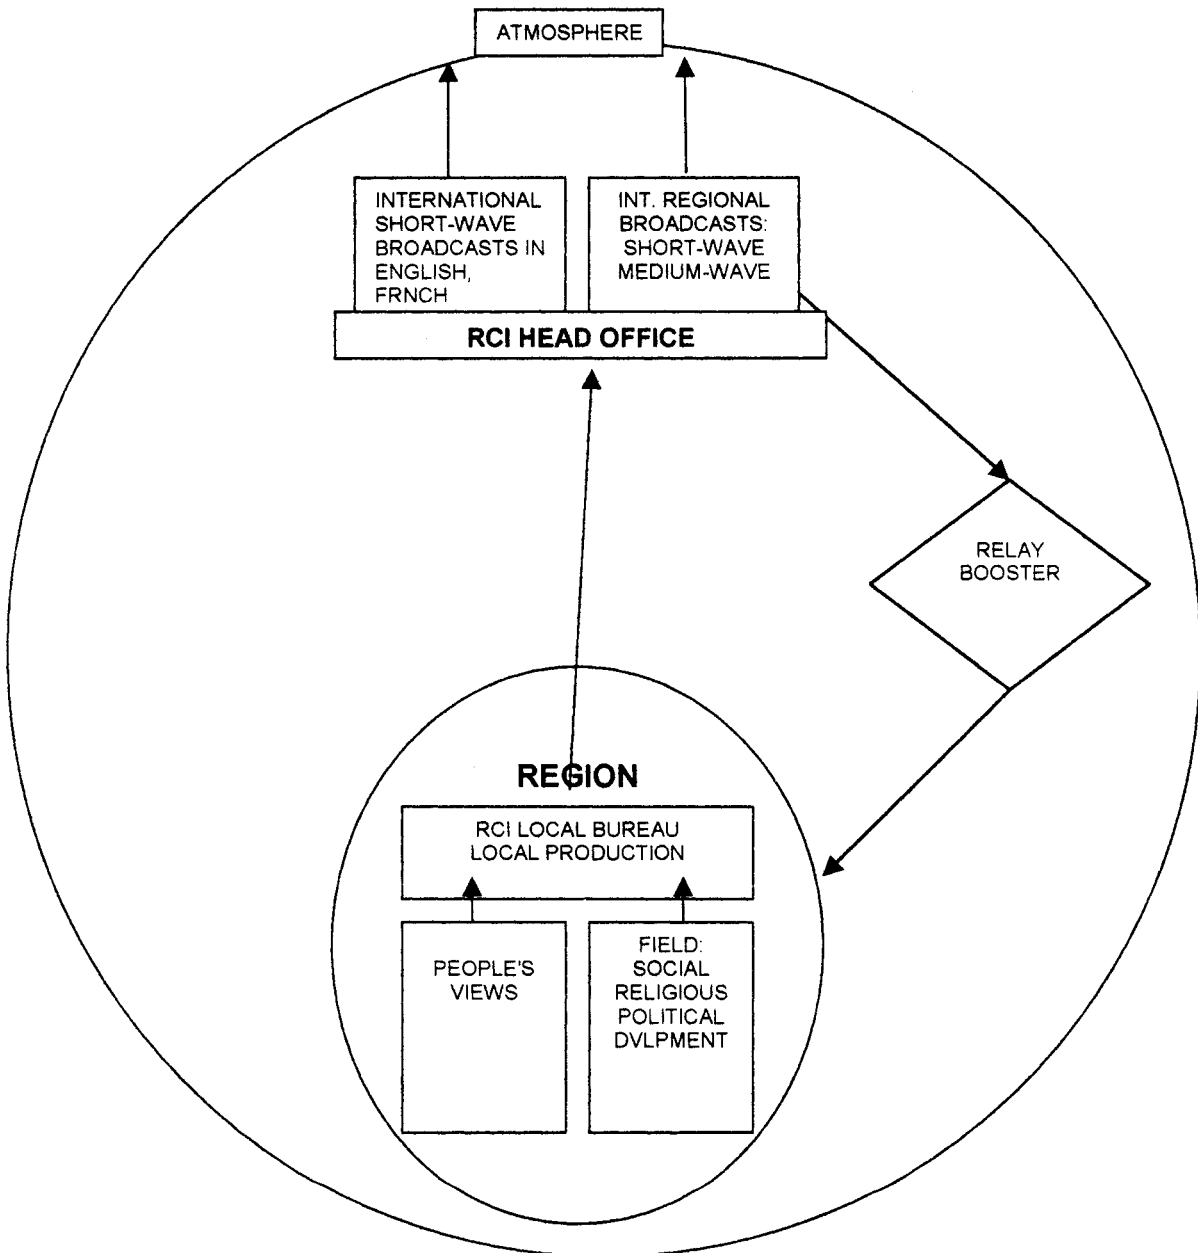 ATMOSPHERE
INTERNATIONAL
SHORT-WAVE
BROADCASTS IN
ENGLISH,
FRNCH
INT. REGIONAL
BROADCASTS:
SHORT-WAVE
MEDIUM-WAVE
RCI HEAD OFFICE
RELAY
BOOSTER
REGION
RCI LOCAL BUREAU
LOCAL PRODUCTION
PEOPLE'S
VIEWS
FIELD:
SOCIAL
RELIGIOUS
POLITICAL
DVLPMENT